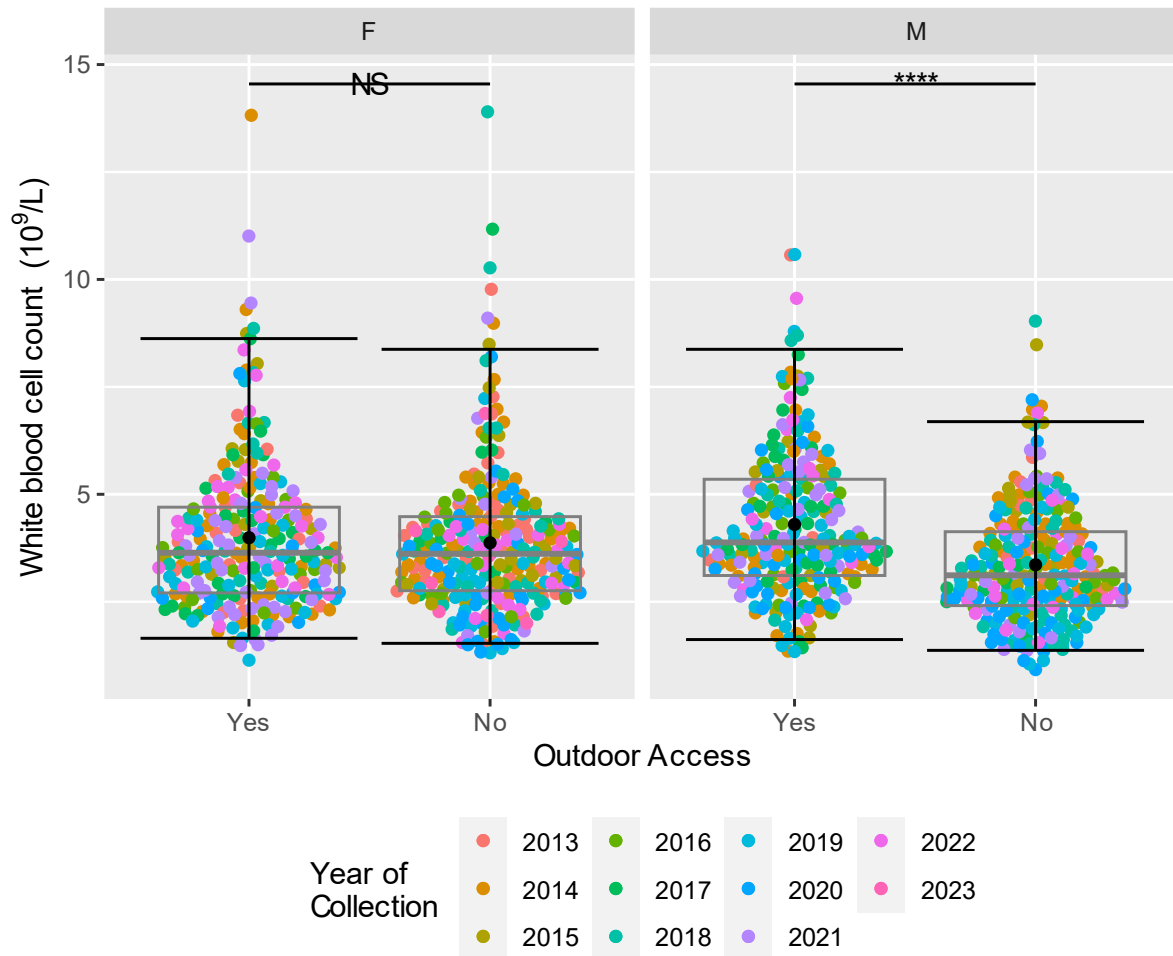 F
M
15
10
5
NS
****
White blood cell count (10⁹/L)
Yes
No
Yes
No
Outdoor Access
Year of
Collection
2013
2014
2015
2016
2017
2018
2019
2020
2021
2022
2023